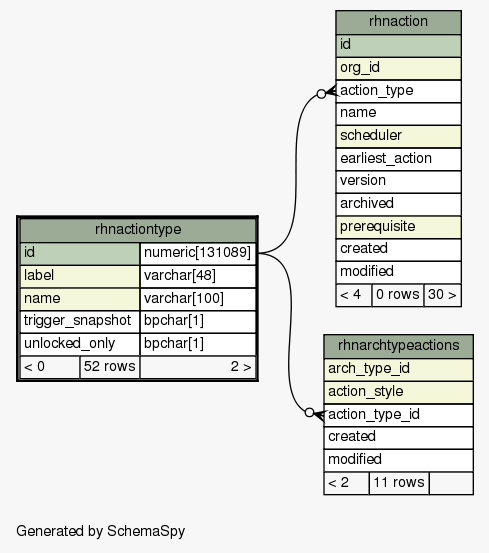 rhnaction
id
org_id
action_type
name
scheduler
earliest_action
version
archived
prerequisite
created
modified
< 4 0 rows 30 >
rhnactiontype
id numeric[131089]
label varchar[48]
name varchar[100]
trigger_snapshot bpchar[1]
unlocked_only bpchar[1]
< 0 52 rows 2 >
rhnarchtypeactions
arch_type_id
action_style
action_type_id
created
modified
< 2 11 rows
Generated by SchemaSpy